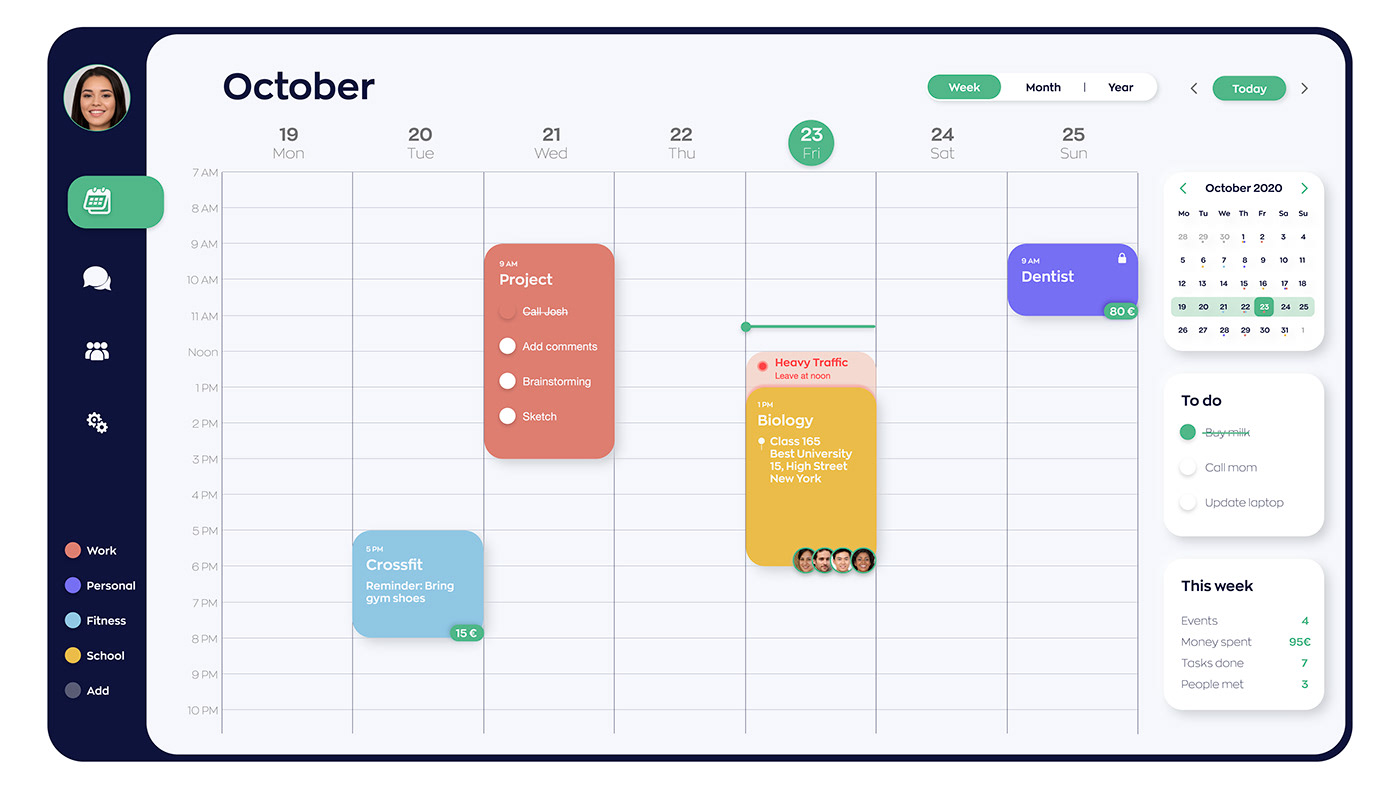 October
Week
Month
|
Year
Today
19
Mon
20
Tue
21
Wed
22
Thu
23
Fri
24
Sat
25
Sun
7 AM
8 AM
9 AM
10 AM
11 AM
Noon
1 PM
2 PM
3 PM
4 PM
5 PM
6 PM
7 PM
8 PM
9 PM
10 PM
5 PM
Crossfit
Reminder: Bring
gym shoes
15 €
9 AM
Project
Call Josh
Add comments
Brainstorming
Sketch
Heavy Traffic
Leave at noon
1 PM
Biology
Class 165
Best University
15, High Street
New York
9 AM
Dentist
80 €
October 2020
Mo Tu We Th Fr Sa Su
28 29 30 1 2 3 4
5 6 7 8 9 10 11
12 13 14 15 16 17 18
19 20 21 22 23 24 25
26 27 28 29 30 31 1
To do
Buy milk
Call mom
Update laptop
This week
Events 4
Money spent 95€
Tasks done 7
People met 3
Work
Personal
Fitness
School
Add